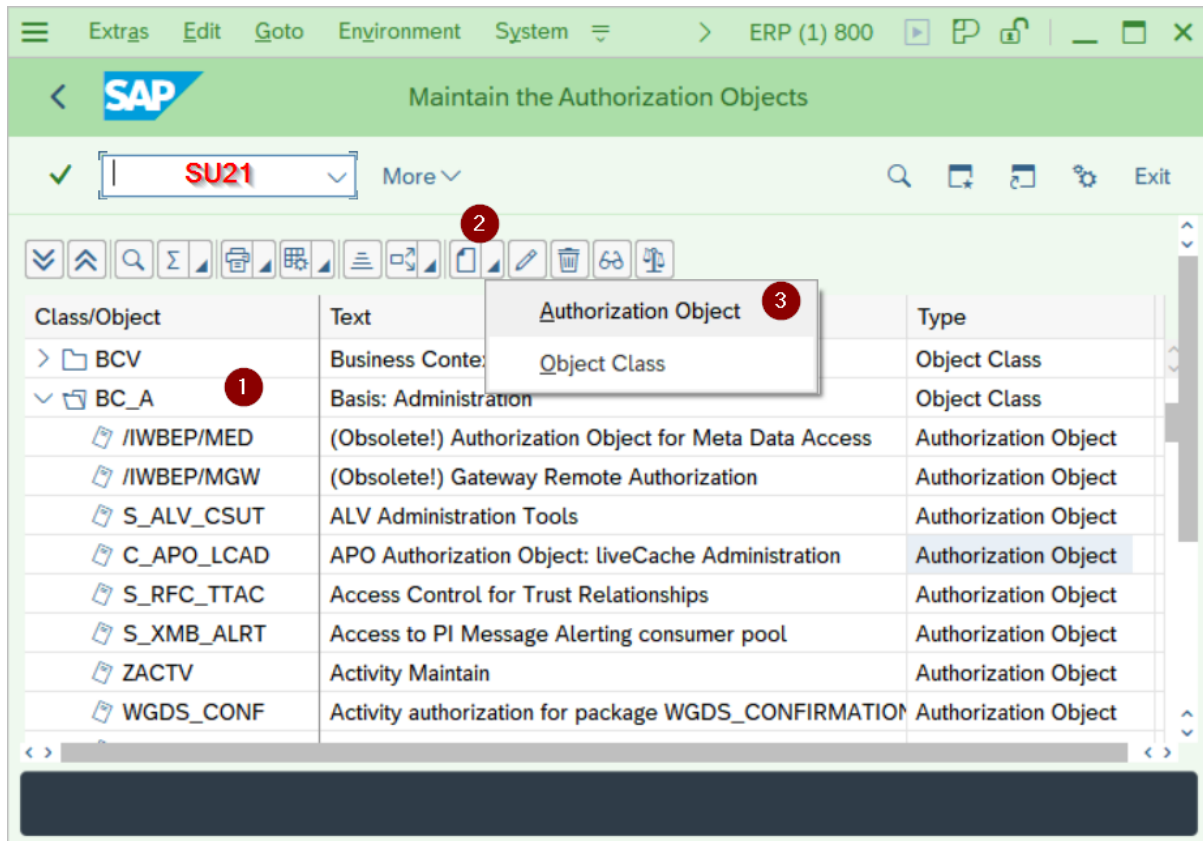 Extras Edit Goto Environment System ERP (1) 800
SAP Maintain the Authorization Objects
SU21 More Exit
2
Class/Object Text Type
Authorization Object 3
Object Class
BCV Business Conte Object Class
BC_A 1 Basis: Administration Object Class
/IWBEP/MED (Obsolete!) Authorization Object for Meta Data Access Authorization Object
/IWBEP/MGW (Obsolete!) Gateway Remote Authorization Authorization Object
S_ALV_CSUT ALV Administration Tools Authorization Object
C_APO_LCAD APO Authorization Object: liveCache Administration Authorization Object
S_RFC_TTAC Access Control for Trust Relationships Authorization Object
S_XMB_ALRT Access to PI Message Alerting consumer pool Authorization Object
ZACTV Activity Maintain Authorization Object
WGDS_CONF Activity authorization for package WGDS_CONFIRMATION Authorization Object